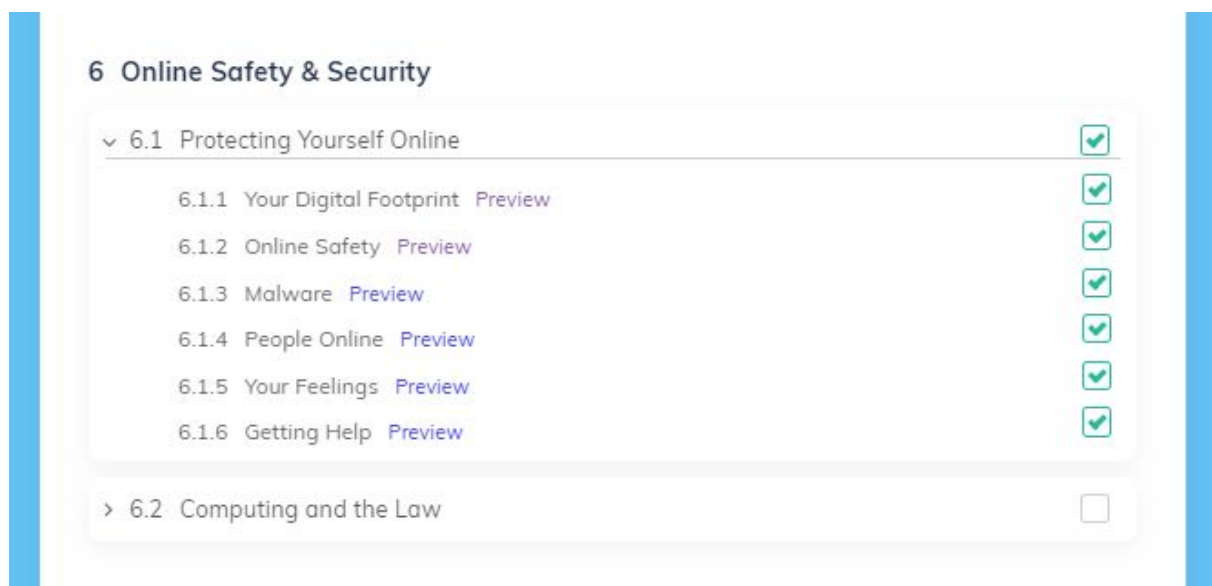 6 Online Safety & Security
6.1 Protecting Yourself Online
6.1.1 Your Digital Footprint Preview
6.1.2 Online Safety Preview
6.1.3 Malware Preview
6.1.4 People Online Preview
6.1.5 Your Feelings Preview
6.1.6 Getting Help Preview
6.2 Computing and the Law